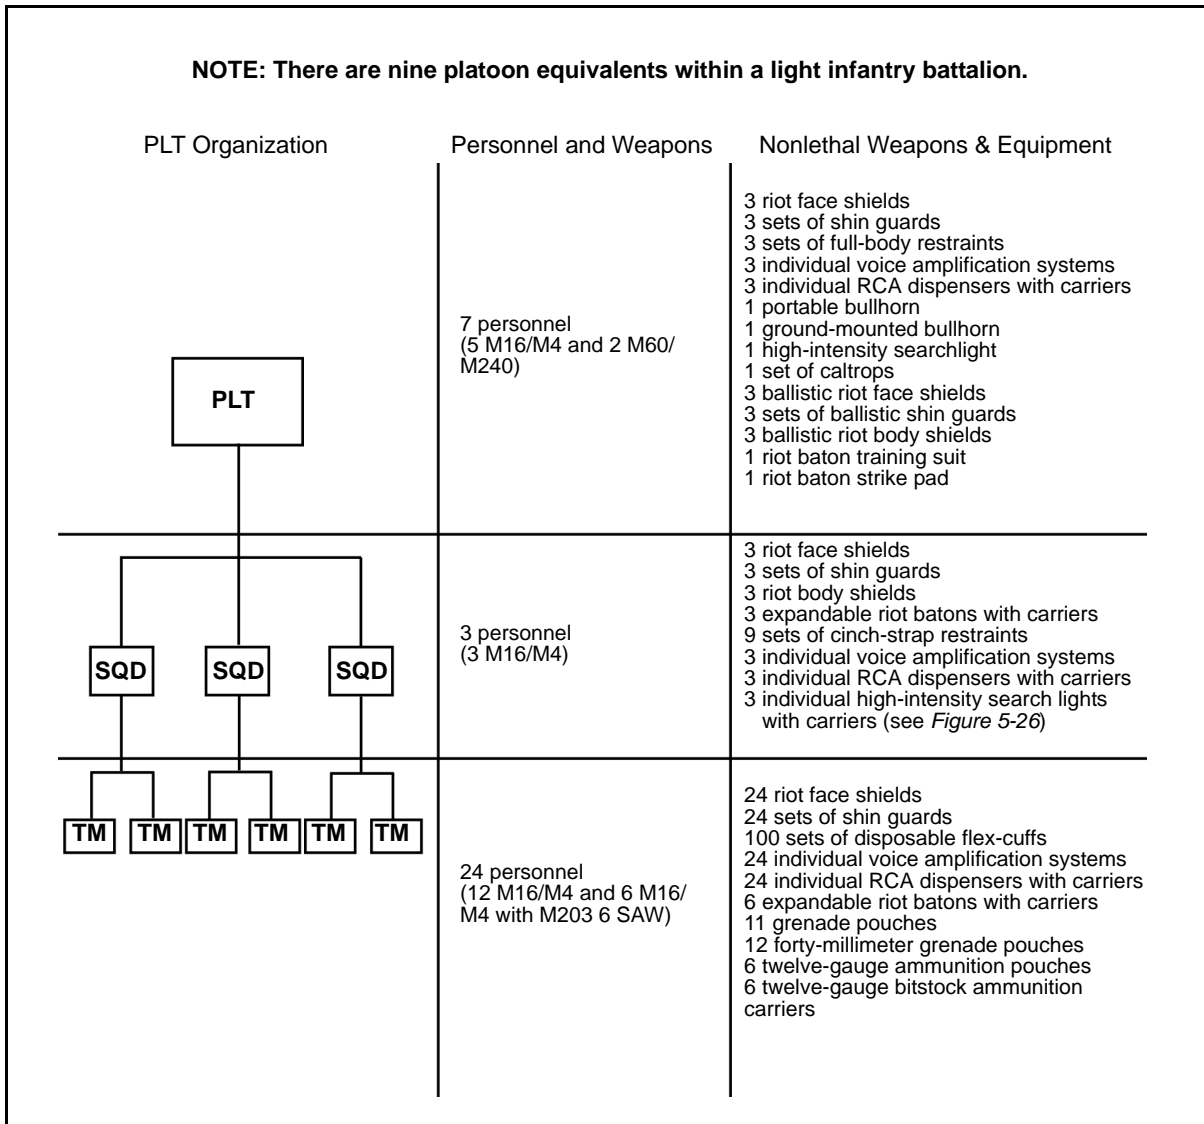 NOTE: There are nine platoon equivalents within a light infantry battalion.
PLT Organization
Personnel and Weapons
Nonlethal Weapons & Equipment
PLT
7 personnel
(5 M16/M4 and 2 M60/
M240)
3 riot face shields
3 sets of shin guards
3 sets of full-body restraints
3 individual voice amplification systems
3 individual RCA dispensers with carriers
1 portable bullhorn
1 ground-mounted bullhorn
1 high-intensity searchlight
1 set of caltrops
3 ballistic riot face shields
3 sets of ballistic shin guards
3 ballistic riot body shields
1 riot baton training suit
1 riot baton strike pad
SQD SQD SQD
3 personnel
(3 M16/M4)
3 riot face shields
3 sets of shin guards
3 riot body shields
3 expandable riot batons with carriers
9 sets of cinch-strap restraints
3 individual voice amplification systems
3 individual RCA dispensers with carriers
3 individual high-intensity search lights
with carriers (see Figure 5-26)
TM TM TM TM TM TM
24 personnel
(12 M16/M4 and 6 M16/
M4 with M203 6 SAW)
24 riot face shields
24 sets of shin guards
100 sets of disposable flex-cuffs
24 individual voice amplification systems
24 individual RCA dispensers with carriers
6 expandable riot batons with carriers
11 grenade pouches
12 forty-millimeter grenade pouches
6 twelve-gauge ammunition pouches
6 twelve-gauge bitstock ammunition
carriers